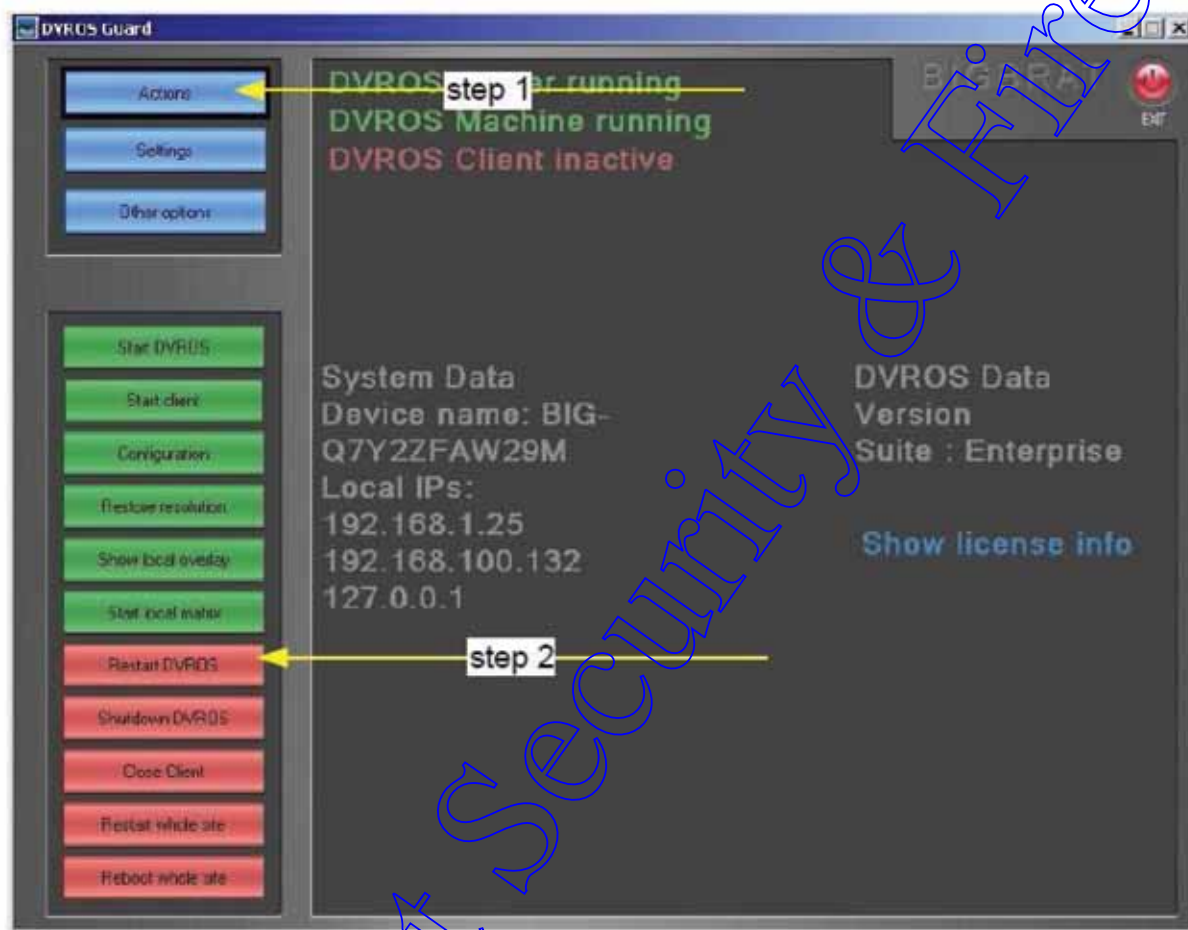 DVROS Guard
Actions
step 1
Settings
Other options
DVROS er running
DVROS Machine running
DVROS Client inactive
EXIT
Start DVROS
Start client
Configuration
Restore resolution
Show local overlay
Start local matrix
Restart DVROS
step 2
Shutdown DVROS
Close Client
Restart whole site
Reboot whole site
System Data
Device name: BIG-
Q7Y2ZFAW29M
Local IPs:
192.168.1.25
192.168.100.132
127.0.0.1
DVROS Data
Version
Suite : Enterprise
Show license info
t Security & Fire